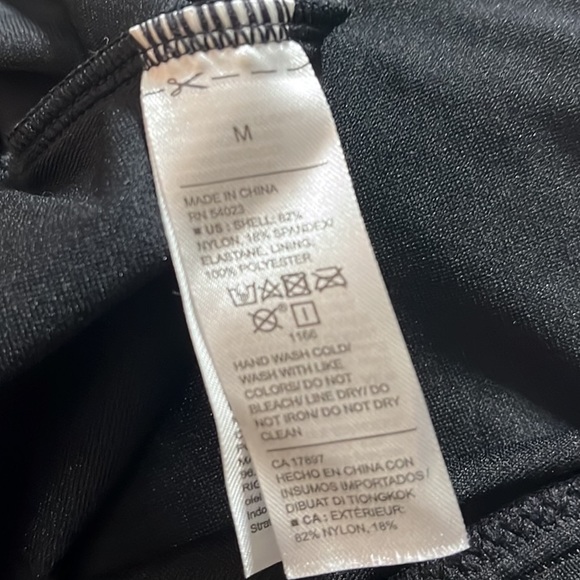 M
MADE IN CHINA
RN 54023
■ US : SHELL: 82%
NYLON, 18% SPANDEX/
ELASTANE, LINING:
100% POLYESTER
1166
HAND WASH COLD/
WASH WITH LIKE
COLORS/ DO NOT
BLEACH/ LINE DRY/ DO
NOT IRON/ DO NOT DRY
CLEAN
CA 17897
HECHO EN CHINA CON
INSUMOS IMPORTADOS /
DIBUAT DI TIONGKOK
■ CA : EXTÉRIEUR:
82% NYLON, 18%